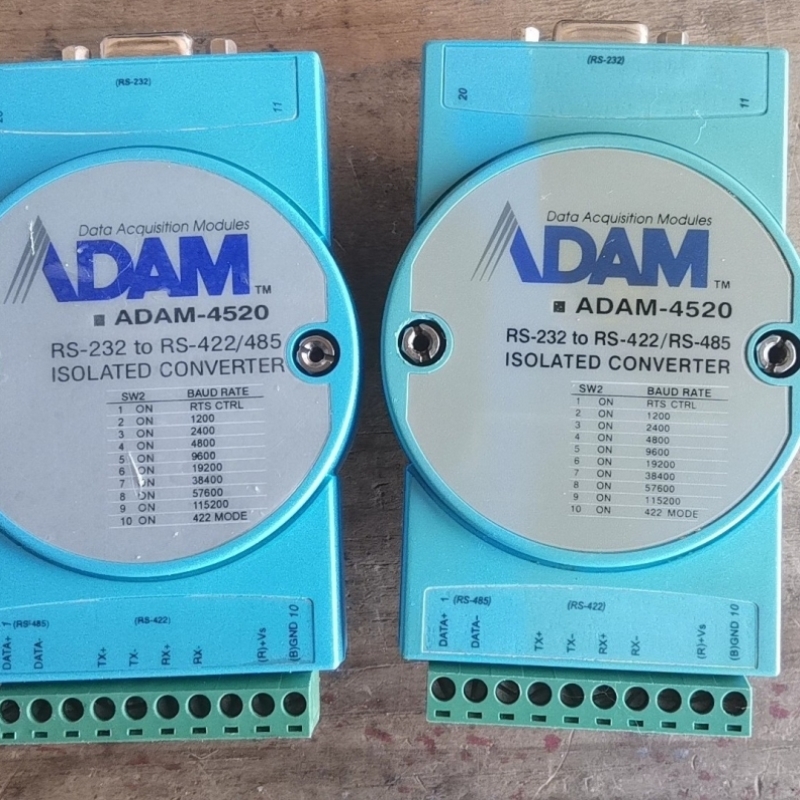 (RS-232)
20
11
Data Acquisition Modules
ADAM TM
ADAM-4520
RS-232 to RS-422/485
ISOLATED CONVERTER
SW2 BAUD RATE
1 ON RTS CTRL
2 ON 1200
3 ON 2400
4 ON 4800
5 ON 9600
6 ON 19200
7 ON 38400
8 ON 57600
9 ON 115200
10 ON 422 MODE
1 (RS-485) (RS-422) 10
DATA+ DATA- TX+ TX- RX+ RX- (R)+Vs (B)GND
(RS-232)
20
11
Data Acquisition Modules
ADAM TM
ADAM-4520
RS-232 to RS-422/RS-485
ISOLATED CONVERTER
SW2 BAUD RATE
1 ON RTS CTRL
2 ON 1200
3 ON 2400
4 ON 4800
5 ON 9600
6 ON 19200
7 ON 38400
8 ON 57600
9 ON 115200
10 ON 422 MODE
1 (RS-485) (RS-422) 10
DATA+ DATA- TX+ TX- RX+ RX- (R)+Vs (B)GND